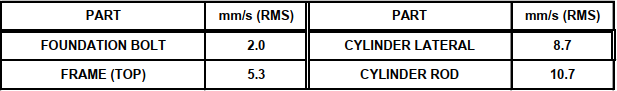 PART mm/s (RMS) PART mm/s (RMS)
FOUNDATION BOLT 2.0 CYLINDER LATERAL 8.7
FRAME (TOP) 5.3 CYLINDER ROD 10.7